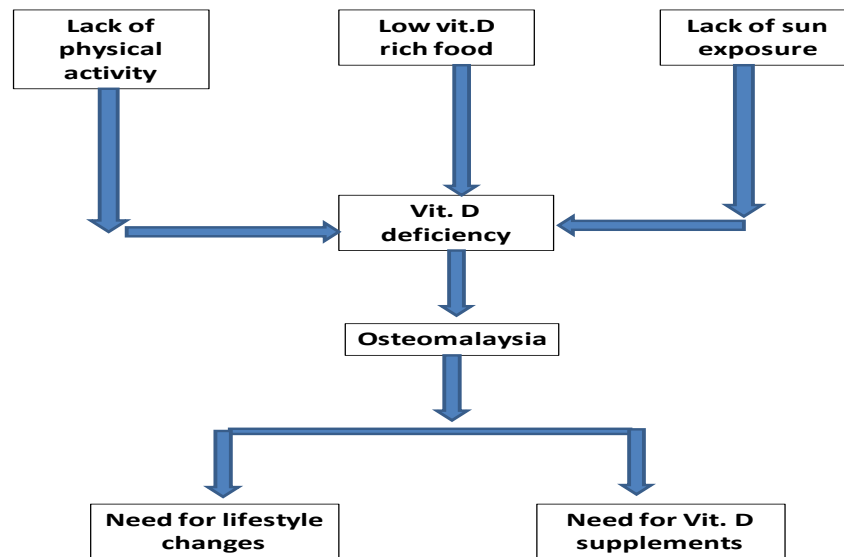 Lack of
physical
activity
Low vit.D
rich food
Lack of sun
exposure
Vit. D
deficiency
Osteomalaysia
Need for lifestyle
changes
Need for Vit. D
supplements